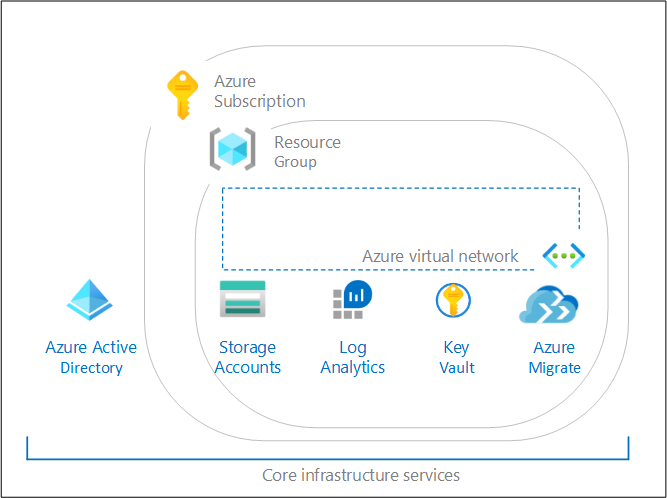 Azure
Subscription
Resource
Group
Azure virtual network
Azure Active
Directory
Storage
Accounts
Log
Analytics
Key
Vault
Azure
Migrate
Core infrastructure services